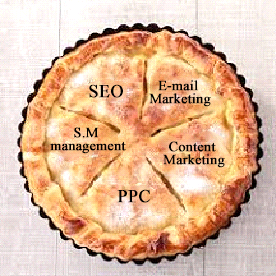 SEO
E-mail
Marketing
S.M
management
Content
Marketing
PPC